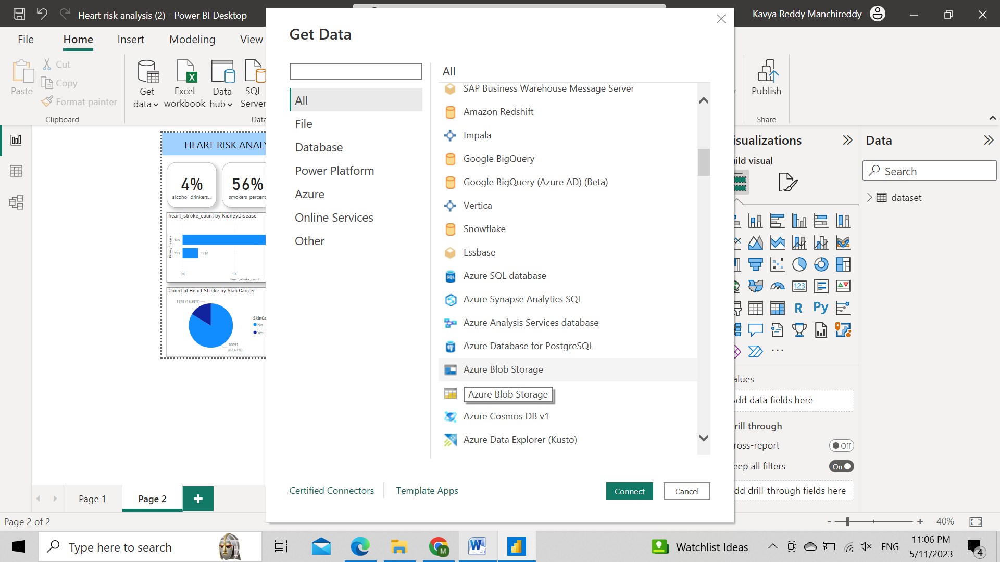 Heart risk analysis (2) - Power BI Desktop
Kavya Reddy Manchireddy
File
Home
Insert
Modeling
View
Paste
Cut
Copy
Format painter
Clipboard
Get data
Excel workbook
Data hub
SQL Server
Publish
Share
HEART RISK ANALY
4%
alcohol_drinkers...
56%
smokers_percent
heart_stroke_count by KidneyDisease
KidneyDisease
No
Yes
1491
0K
5K
heart_stroke_count
Count of Heart Stroke by Skin Cancer
1978 (16.39%)
10091
(83.61%)
SkinCa
No
Yes
Get Data
All
File
Database
Power Platform
Azure
Online Services
Other
All
SAP Business Warehouse Message Server
Amazon Redshift
Impala
Google BigQuery
Google BigQuery (Azure AD) (Beta)
Vertica
Snowflake
Essbase
Azure SQL database
Azure Synapse Analytics SQL
Azure Analysis Services database
Azure Database for PostgreSQL
Azure Blob Storage
Azure Blob Storage
Azure Cosmos DB v1
Azure Data Explorer (Kusto)
Certified Connectors
Template Apps
Connect
Cancel
isualizations
ild visual
123
R
Py
alues
dd data fields here
rill through
ross-report
Off
eep all filters
On
dd drill-through fields here
Data
Search
dataset
Page 1
Page 2
Page 2 of 2
- + 40%
Type here to search
Watchlist Ideas
ENG
11:06 PM
5/11/2023
4